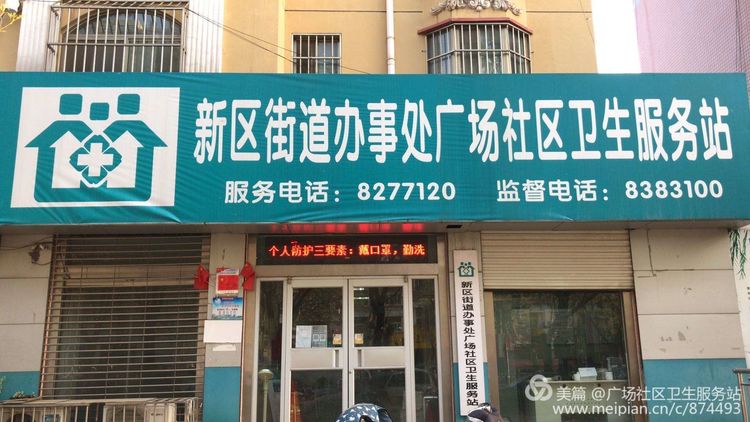 新区街道办事处广场社区卫生服务站
服务电话：8277120 监督电话：8383100
个人防护三要素：戴口罩，勤洗
新区街道办事处广场社区卫生服务站
美篇 @广场社区卫生服务站
www.meipian.cn/c/874493